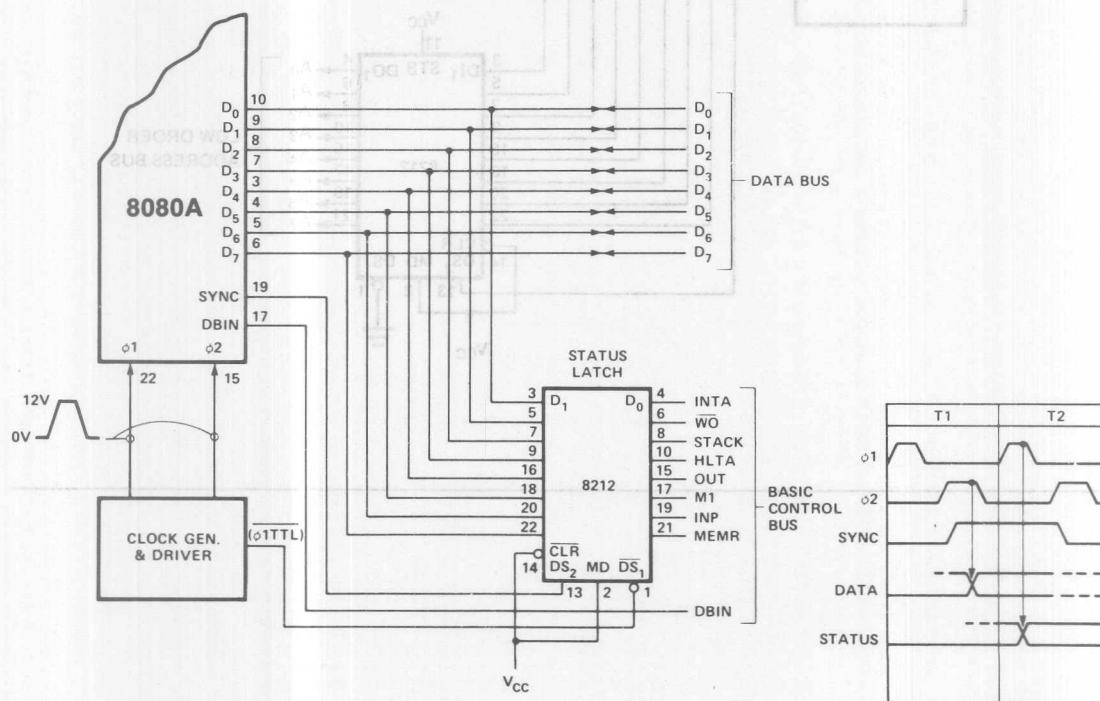 D0 10 D0
D1 9 D1
D2 8 D2
D3 7 D3
D4 3 D4
D5 4 D5
D6 5 D6
D7 6 D7
8080A
DATA BUS
SYNC 19
DBIN 17
φ1 φ2
22 15
12V
0V
CLOCK GEN.
& DRIVER
(φ1TTL)
STATUS
LATCH
3 D1 D0 4 INTA
5 6 WO
7 8 STACK
9 10 HLTA
16 15 OUT
18 8212 17 M1
20 19 INP
22 21 MEMR
CLR
14
DS2 MD DS1
13 2 1
BASIC
CONTROL
BUS
DBIN
VCC
T1 T2
φ1
φ2
SYNC
DATA
STATUS